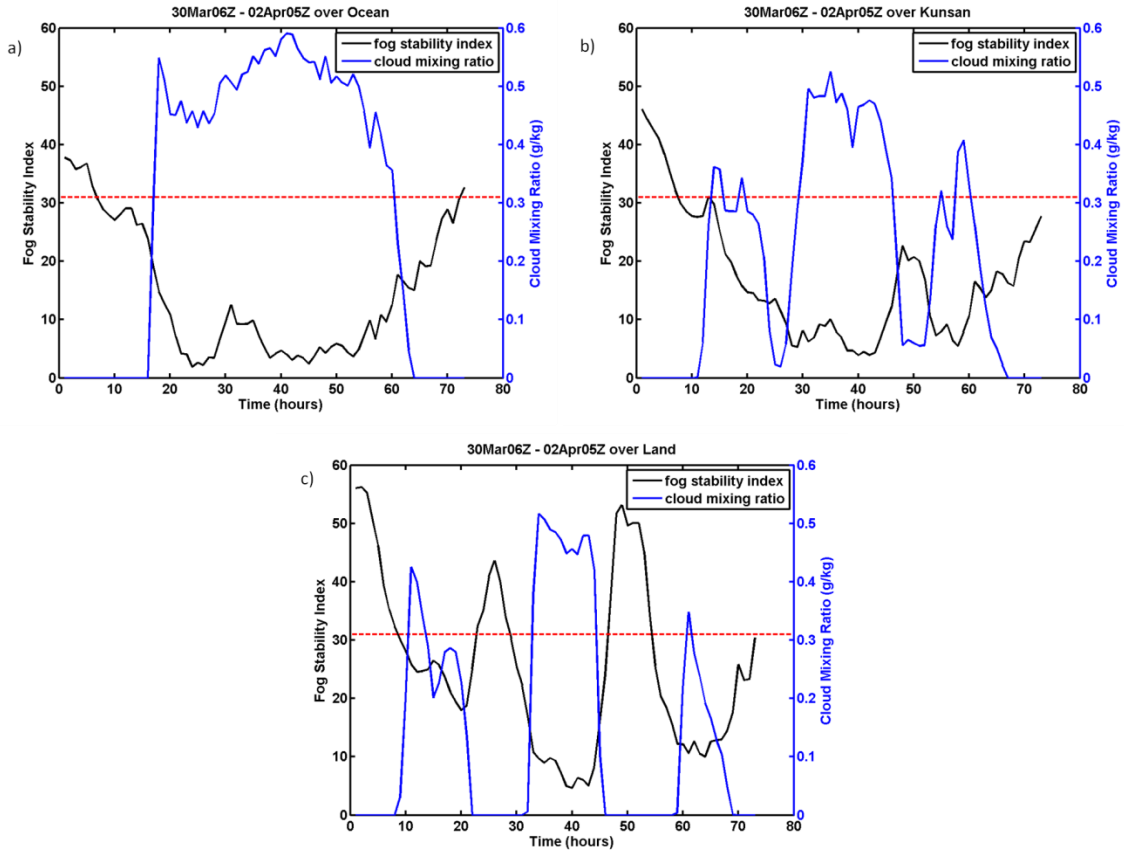 30Mar06Z - 02Apr05Z over Ocean
a)
fog stability index
cloud mixing ratio
Fog Stability Index
60
50
40
30
20
10
0
0 10 20 30 40 50 60 70 80
Time (hours)
0.6
0.5
0.4
0.3
0.2
0.1
0
Cloud Mixing Ratio (g/kg)
30Mar06Z - 02Apr05Z over Kunsan
b)
fog stability index
cloud mixing ratio
Fog Stability Index
60
50
40
30
20
10
0
0 10 20 30 40 50 60 70 80
Time (hours)
0.6
0.5
0.4
0.3
0.2
0.1
0
Cloud Mixing Ratio (g/kg)
30Mar06Z - 02Apr05Z over Land
c)
fog stability index
cloud mixing ratio
Fog Stability Index
60
50
40
30
20
10
0
0 10 20 30 40 50 60 70 80
Time (hours)
0.6
0.5
0.4
0.3
0.2
0.1
0
Cloud Mixing Ratio (g/kg)